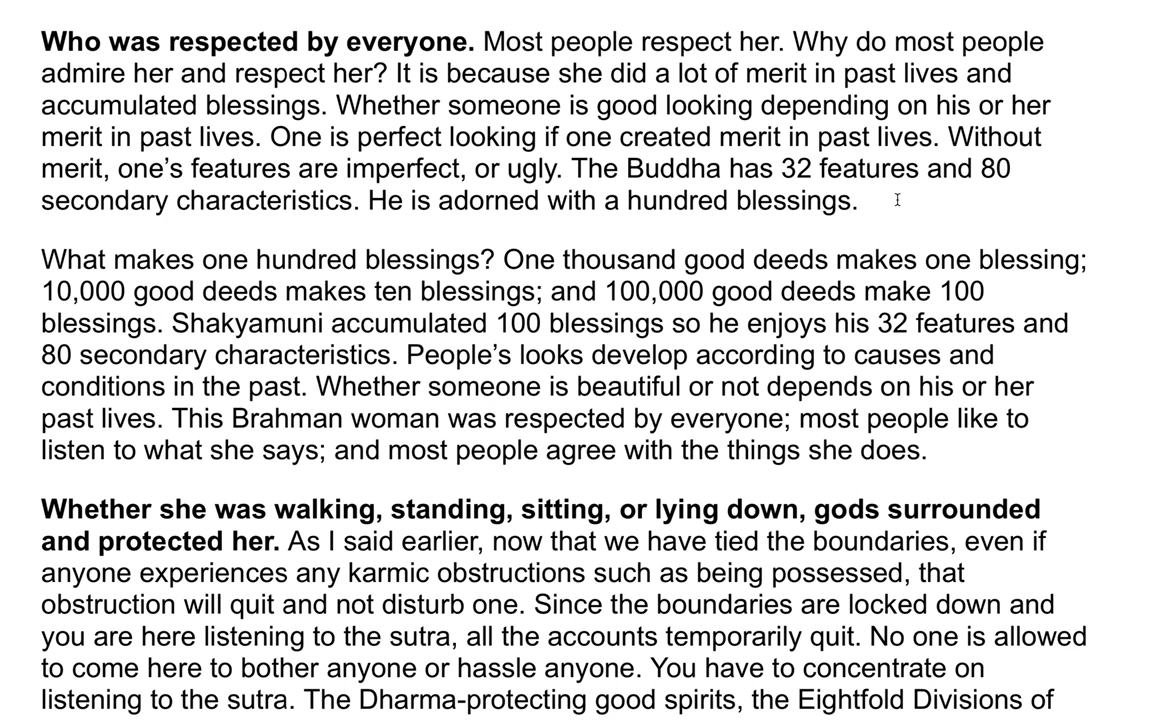 Who was respected by everyone. Most people respect her. Why do most people
admire her and respect her? It is because she did a lot of merit in past lives and
accumulated blessings. Whether someone is good looking depending on his or her
merit in past lives. One is perfect looking if one created merit in past lives. Without
merit, one’s features are imperfect, or ugly. The Buddha has 32 features and 80
secondary characteristics. He is adorned with a hundred blessings.
What makes one hundred blessings? One thousand good deeds makes one blessing;
10,000 good deeds makes ten blessings; and 100,000 good deeds make 100
blessings. Shakyamuni accumulated 100 blessings so he enjoys his 32 features and
80 secondary characteristics. People’s looks develop according to causes and
conditions in the past. Whether someone is beautiful or not depends on his or her
past lives. This Brahman woman was respected by everyone; most people like to
listen to what she says; and most people agree with the things she does.
Whether she was walking, standing, sitting, or lying down, gods surrounded
and protected her. As I said earlier, now that we have tied the boundaries, even if
anyone experiences any karmic obstructions such as being possessed, that
obstruction will quit and not disturb one. Since the boundaries are locked down and
you are here listening to the sutra, all the accounts temporarily quit. No one is allowed
to come here to bother anyone or hassle anyone. You have to concentrate on
listening to the sutra. The Dharma-protecting good spirits, the Eightfold Divisions of